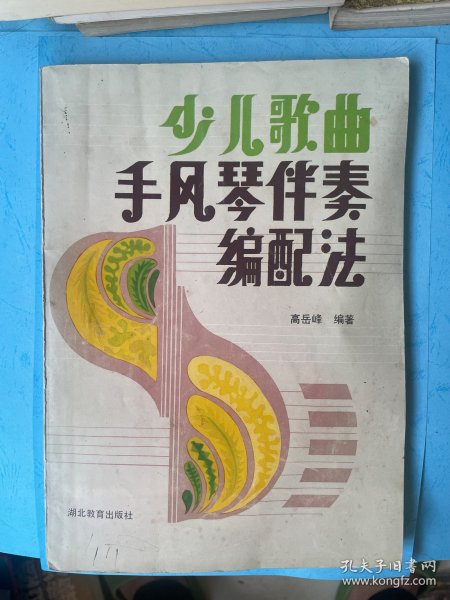 少儿歌曲
手风琴伴奏
编配法
高岳峰 编著
湖北教育出版社
孔夫子旧书网
www.kongfz.com